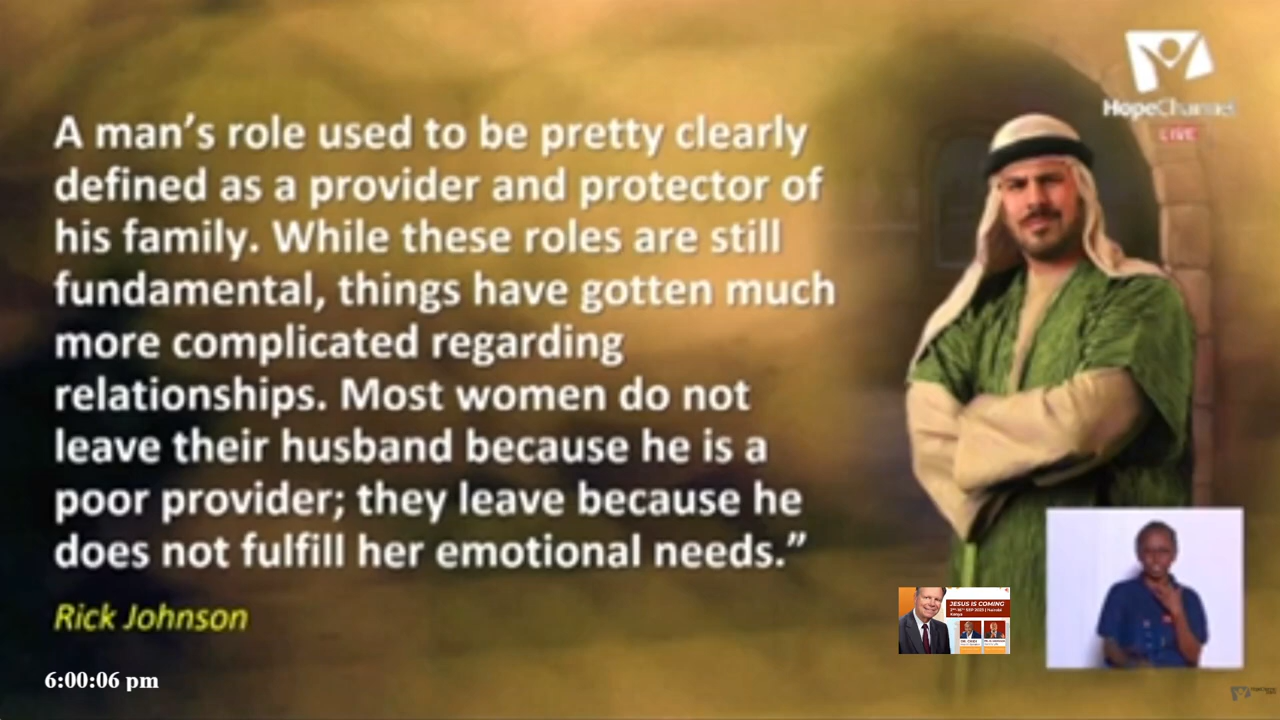 A man’s role used to be pretty clearly
defined as a provider and protector of
his family. While these roles are still
fundamental, things have gotten much
more complicated regarding
relationships. Most women do not
leave their husband because he is a
poor provider; they leave because he
does not fulfill her emotional needs.”
Rick Johnson
6:00:06 pm
HopeChannel
LIVE
JESUS IS COMING